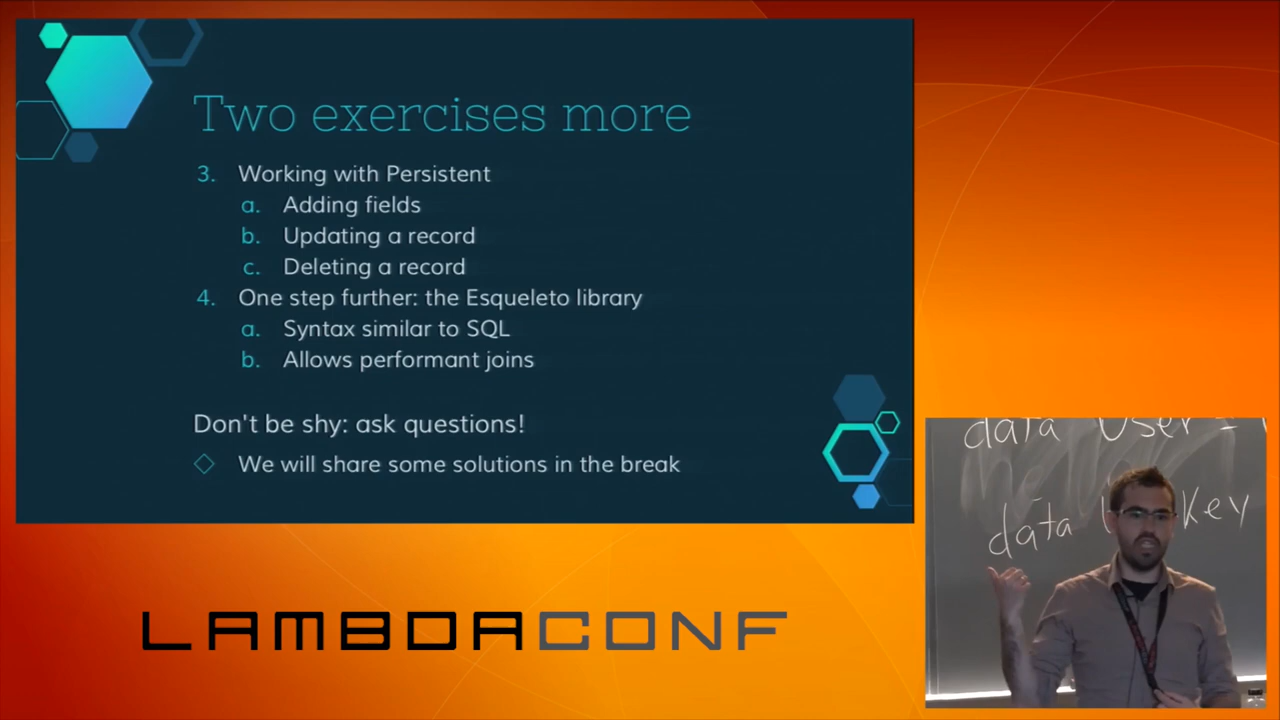 Two exercises more
3. Working with Persistent
a. Adding fields
b. Updating a record
c. Deleting a record
4. One step further: the Esqueleto library
a. Syntax similar to SQL
b. Allows performant joins
Don't be shy: ask questions!
We will share some solutions in the break
LAMBDACONF
data User =
data Key